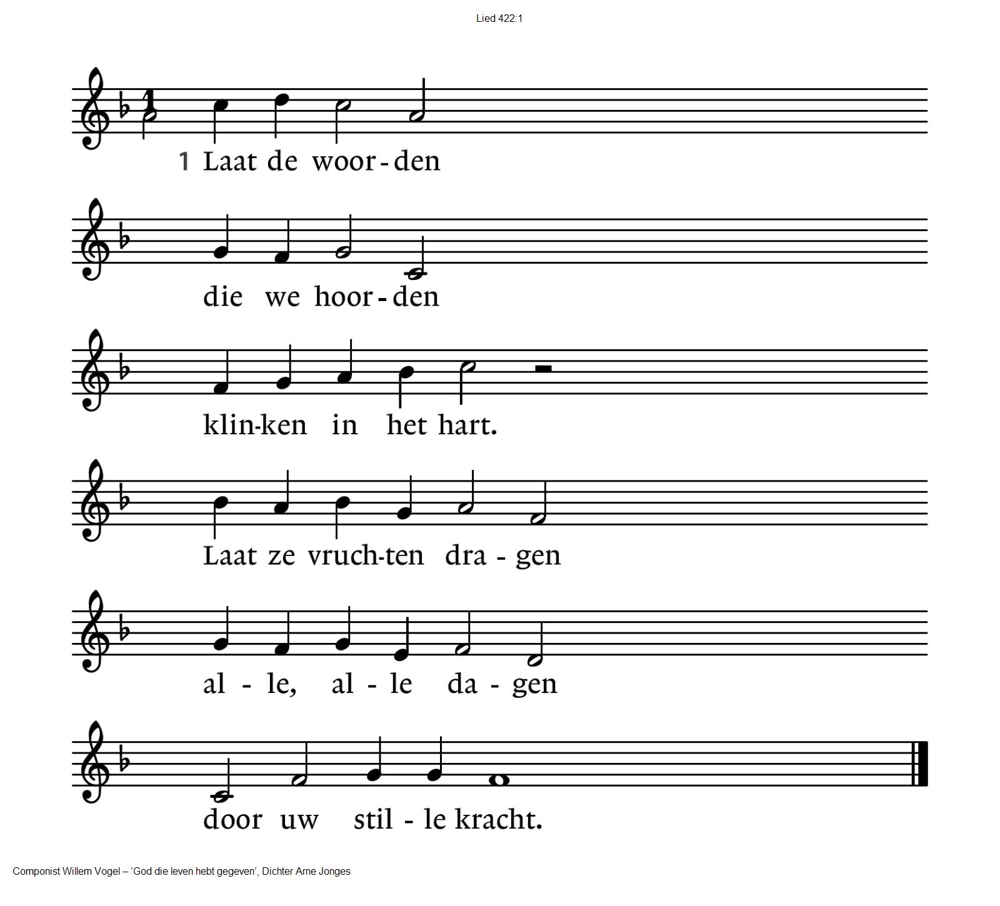 Lied 422:1
1
1 Laat de woor - den
die we hoor - den
klin-ken in het hart.
Laat ze vruch-ten dra - gen
al - le, al - le da - gen
door uw stil - le kracht.
Componist Willem Vogel – ‘God die leven hebt gegeven’, Dichter Arne Jonges